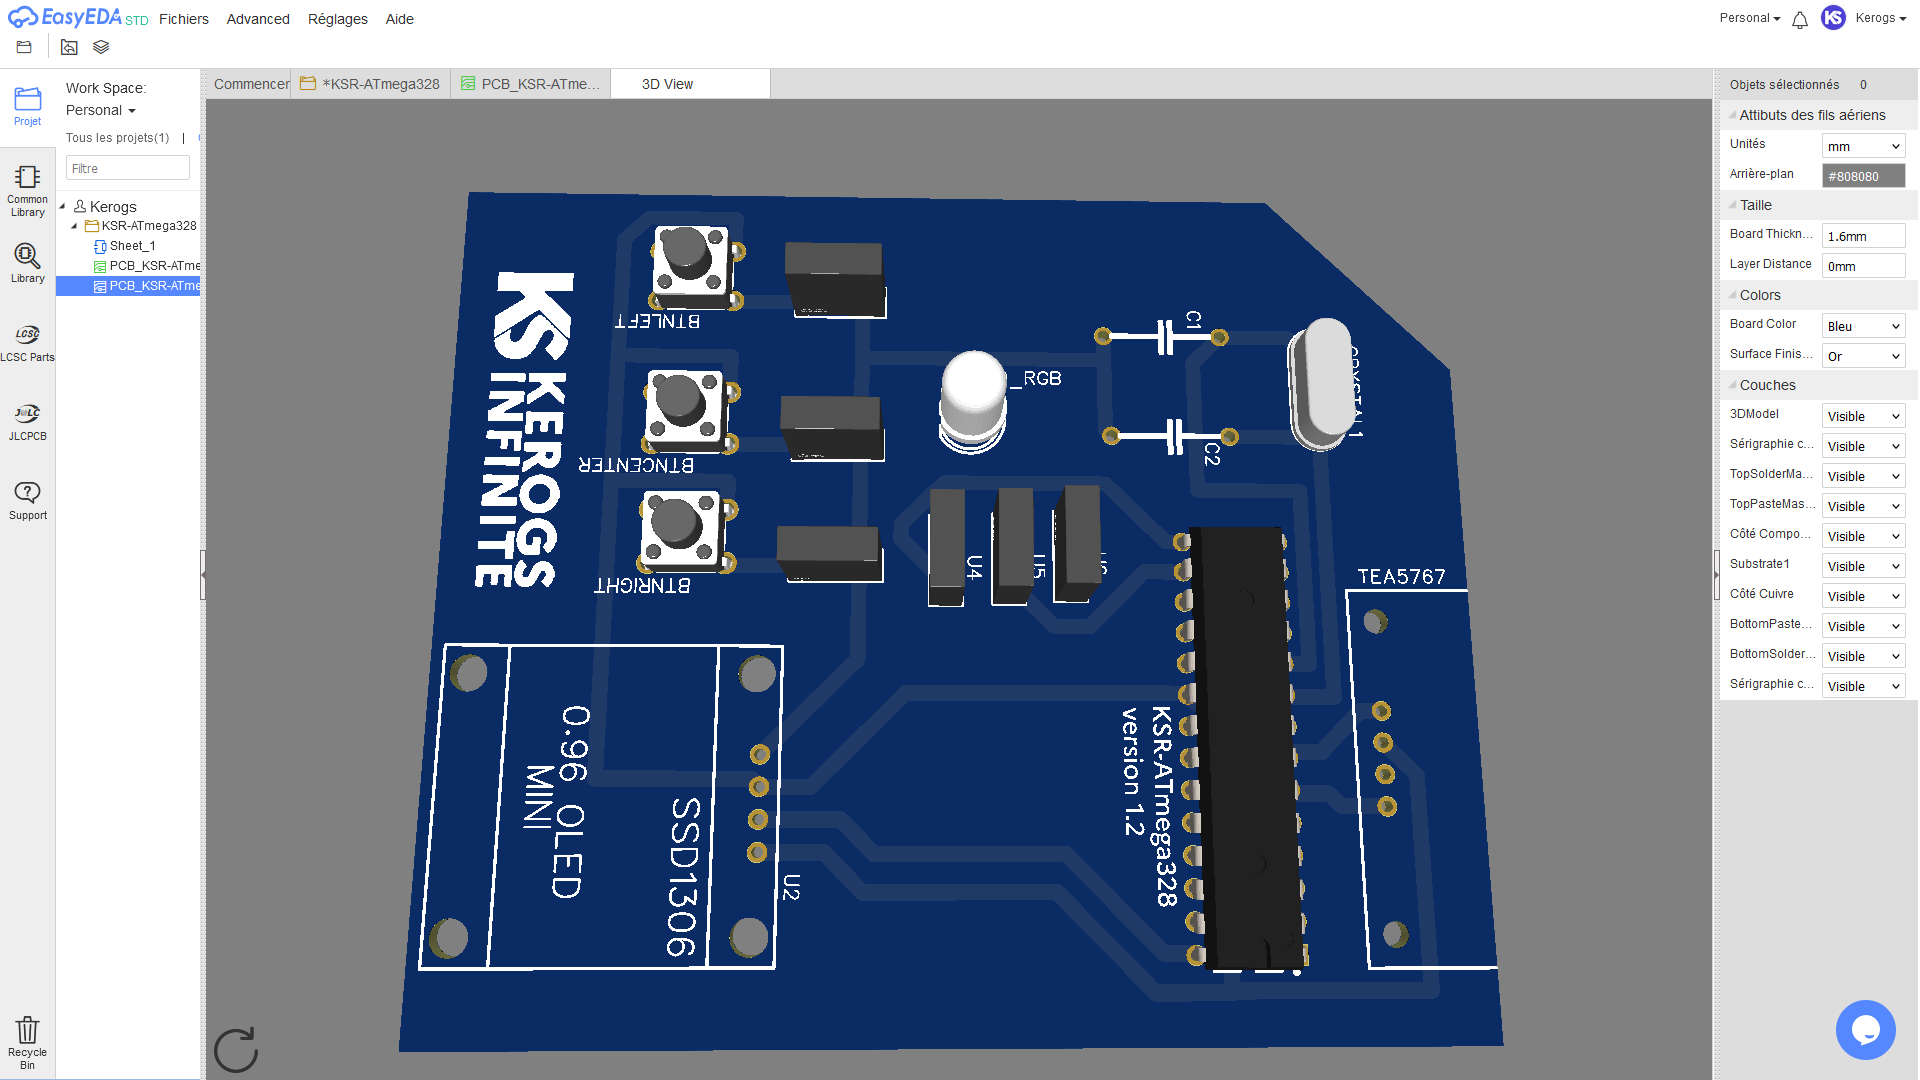 EasyEDA STD
Fichiers
Advanced
Réglages
Aide
Personal
KS
Kerogs
Commencer
*KSR-ATmega328
PCB_KSR-ATme...
3D View
Projet
Common Library
Library
LCSC
LCSC Parts
JLC
JLCPCB
Support
Recycle Bin
Work Space:
Personal
Tous les projets(1) |
Filtre
Kerogs
KSR-ATmega328
Sheet_1
PCB_KSR-ATme
PCB_KSR-ATme
KS
KEROGS
INFINITE
BTNLEFT
BTNCENTER
BTNRIGHT
_RGB
C1
C2
U4
U5
TEA5767
KSR-ATmega328
version 1.2
0.96 OLED
MINI
SSD1306
U2
Objets sélectionnés 0
Attibuts des fils aériens
Unités mm
Arrière-plan #808080
Taille
Board Thickn... 1.6mm
Layer Distance 0mm
Colors
Board Color Bleu
Surface Finis... Or
Couches
3DModel Visible
Sérigraphie c... Visible
TopSolderMa... Visible
TopPasteMas... Visible
Côté Compo... Visible
Substrate1 Visible
Côté Cuivre Visible
BottomPaste... Visible
BottomSolder... Visible
Sérigraphie c... Visible